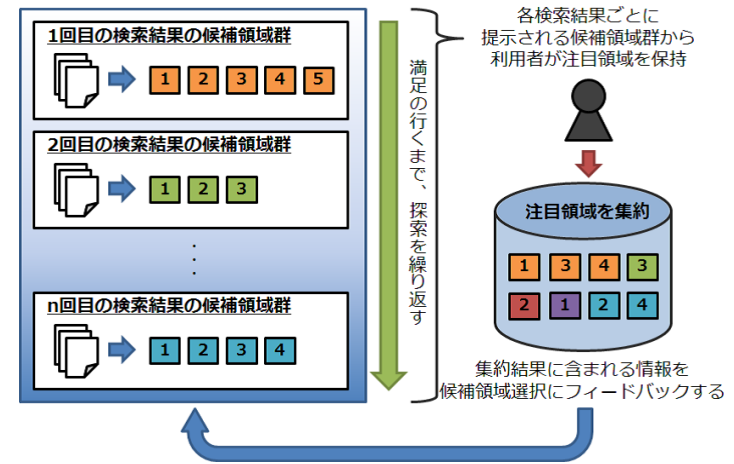 1回目の検索結果の候補領域群
1 2 3 4 5
2回目の検索結果の候補領域群
1 2 3
・・・
n回目の検索結果の候補領域群
1 2 3 4
満足の行くまで、探索を繰り返す
各検索結果ごとに
提示される候補領域群から
利用者が注目領域を保持
注目領域を集約
1 3 4 3
2 1 2 4
集約結果に含まれる情報を
候補領域選択にフィードバックする